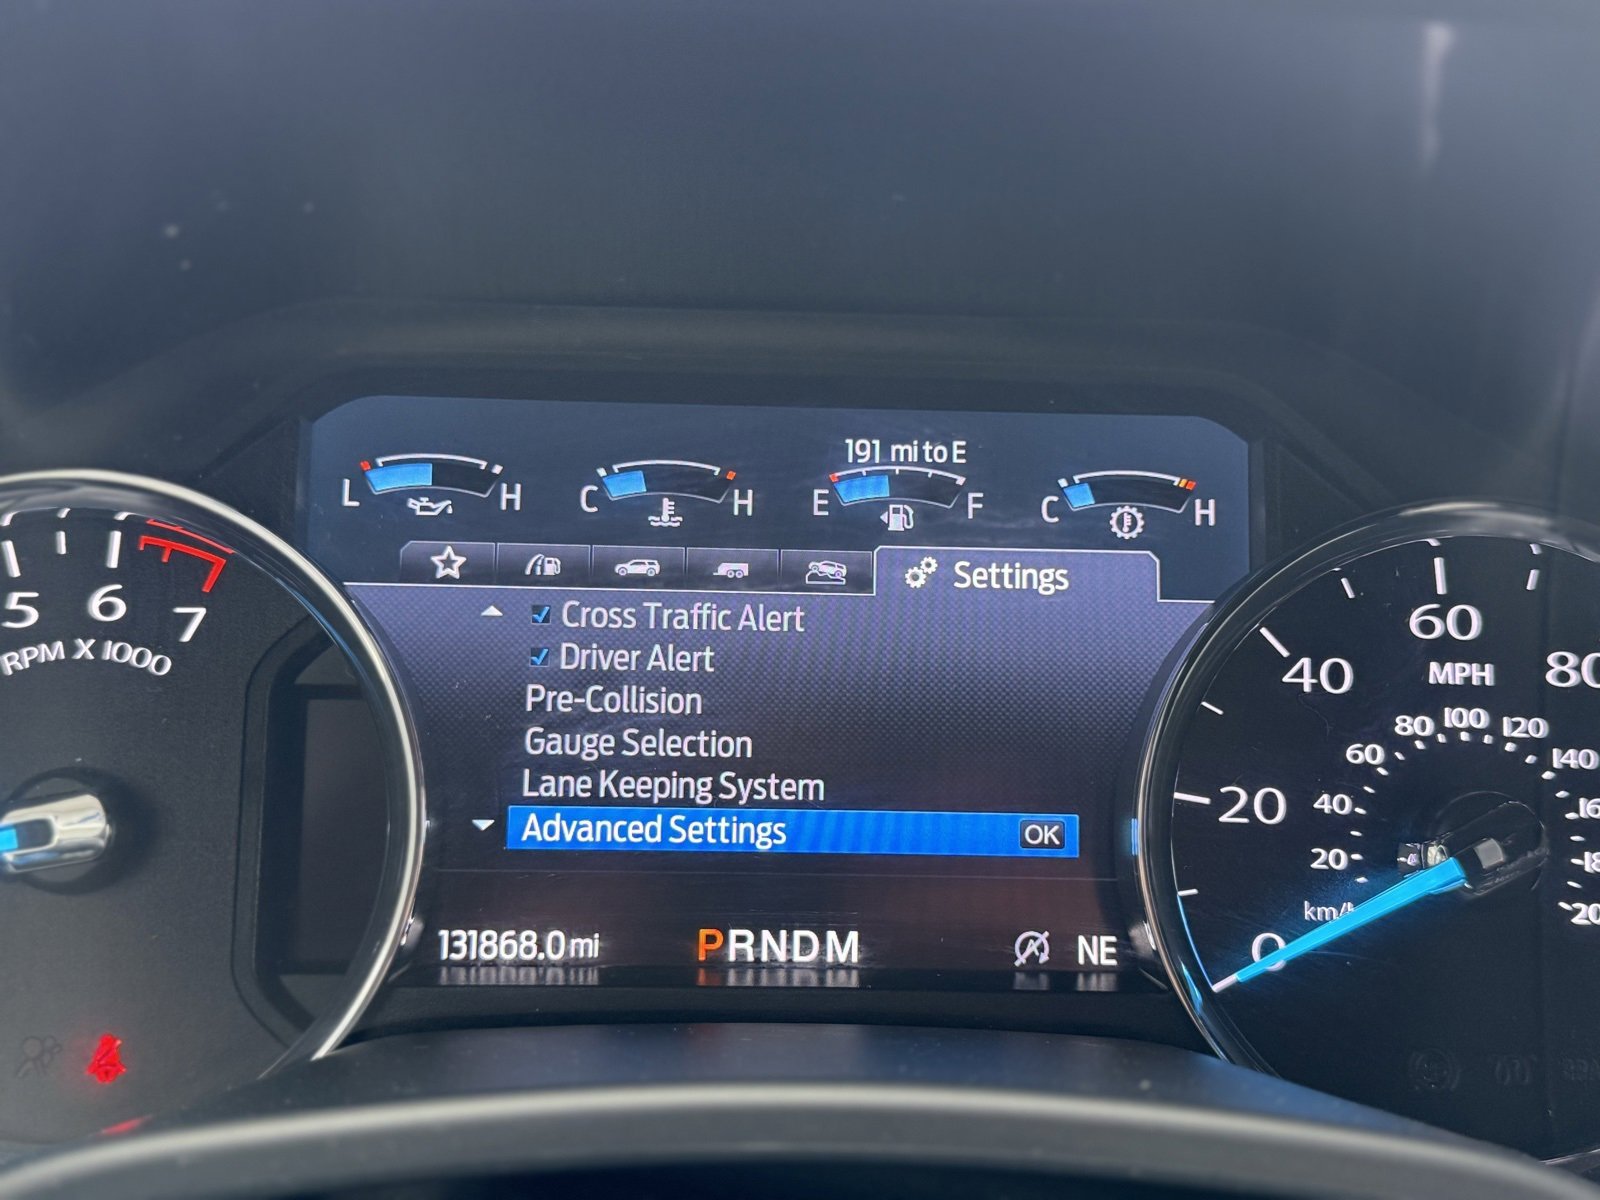 191 mi to E
L H
C H
E F
C H
Settings
Cross Traffic Alert
Driver Alert
Pre-Collision
Gauge Selection
Lane Keeping System
Advanced Settings OK
131868.0 mi PRNDM NE
5 6 7
RPM X 1000
0 20 40 60 80
MPH
20 40 60 80 100 120 140
km/h